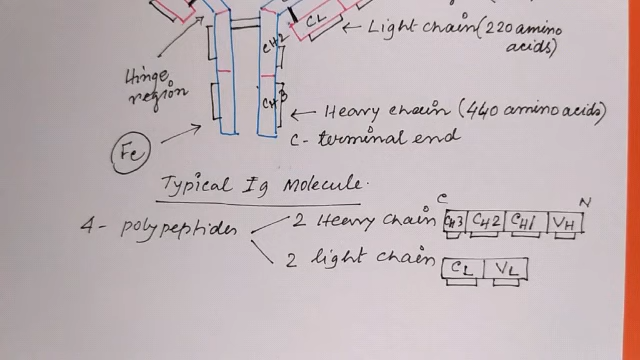 CL
Light chain (220 amino
acids)
CH2
Hinge
region
CH3
Heavy chain (440 amino acids)
C- terminal end
Fc
Typical Ig Molecule.
C N
4- polypeptides 2 Heavy chain CH3 CH2 CH1 VH
2 light chain CL VL